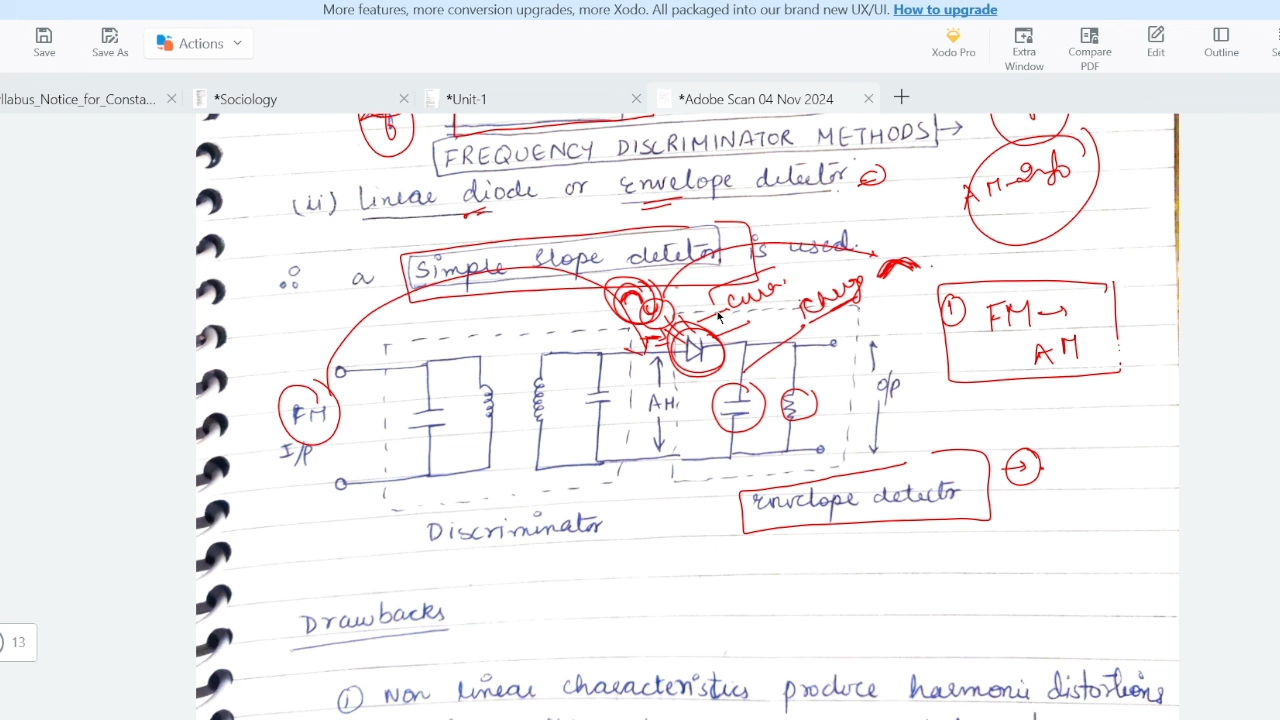 More features, more conversion upgrades, more Xodo. All packaged into our brand new UX/UI. How to upgrade
Save
Save As
Actions
Xodo Pro
Extra Window
Compare PDF
Edit
Outline
llabus_Notice_for_Consta...
*Sociology
*Unit-1
*Adobe Scan 04 Nov 2024
FREQUENCY DISCRIMINATOR METHODS
(ii) linear diode or envelope detector
AM-Info
∴ a simple slope detector is used.
① FM→
AM
FM
I/P
AM
O/P
envelope detector
Discriminator
Drawbacks
13
① Non linear characteristics produce harmonic distortions